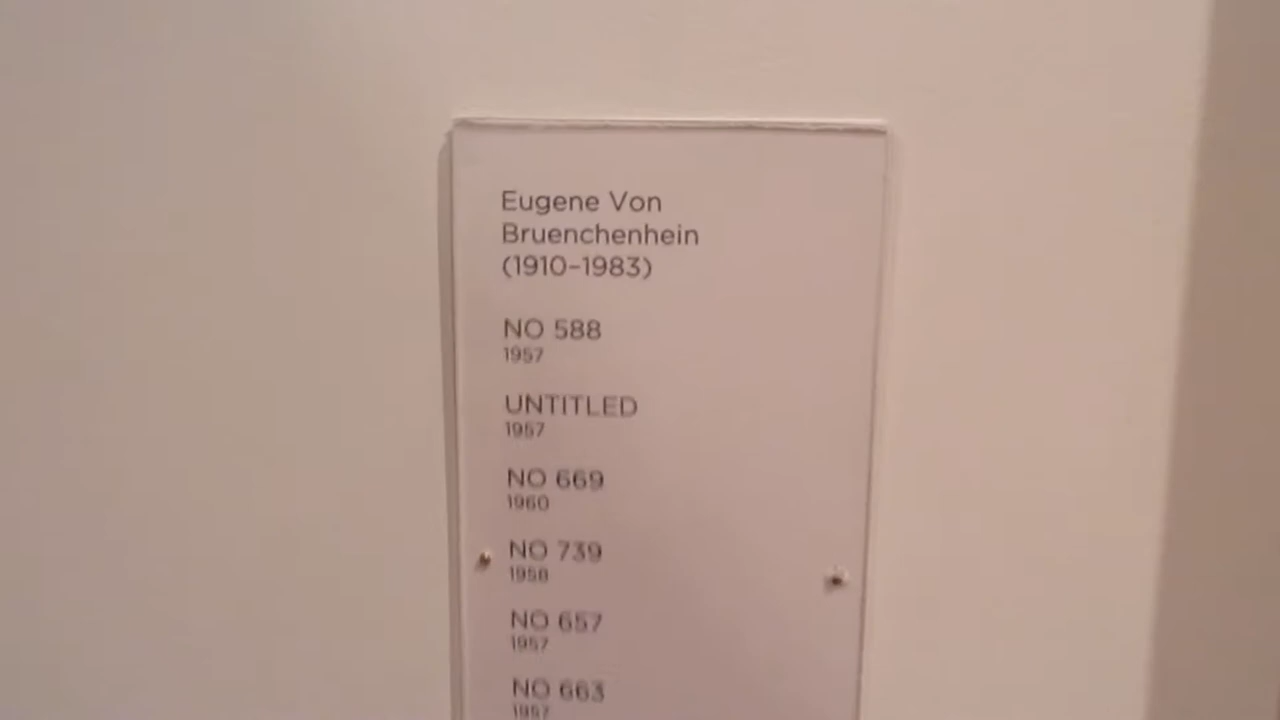 Eugene Von
Bruenchenhein
(1910–1983)
NO 588
1957
UNTITLED
1957
NO 669
1960
NO 739
1958
NO 657
1957
NO 663
1957